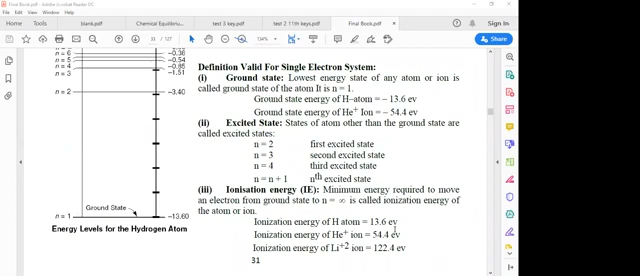 Final Book.pdf - Adobe Acrobat Reader DC
File Edit View Window Help
Home Tools blank.pdf Chemical Equilibriu... test 3 key.pdf test 2 11th keys.pdf Final Book.pdf × Sign In
33 / 127 134% Share
n = 6 −0.38
n = 5 −0.54
n = 4 −0.85
n = 3 −1.51
n = 2 −3.40
Ground State
n = 1 −13.60
Energy Levels for the Hydrogen Atom
Definition Valid For Single Electron System:
(i) Ground state: Lowest energy state of any atom or ion is
called ground state of the atom It is n = 1.
Ground state energy of H–atom = – 13.6 ev
Ground state energy of He+ Ion = – 54.4 ev
(ii) Excited State: States of atom other than the ground state are
called excited states:
n = 2 first excited state
n = 3 second excited state
n = 4 third excited state
n = n + 1 nth excited state
(iii) Ionisation energy (IE): Minimum energy required to move
an electron from ground state to n = ∞ is called ionization energy of
the atom or ion.
Ionization energy of H atom = 13.6 ev
Ionization energy of He+ ion = 54.4 ev
Ionization energy of Li+2 ion = 122.4 ev
31